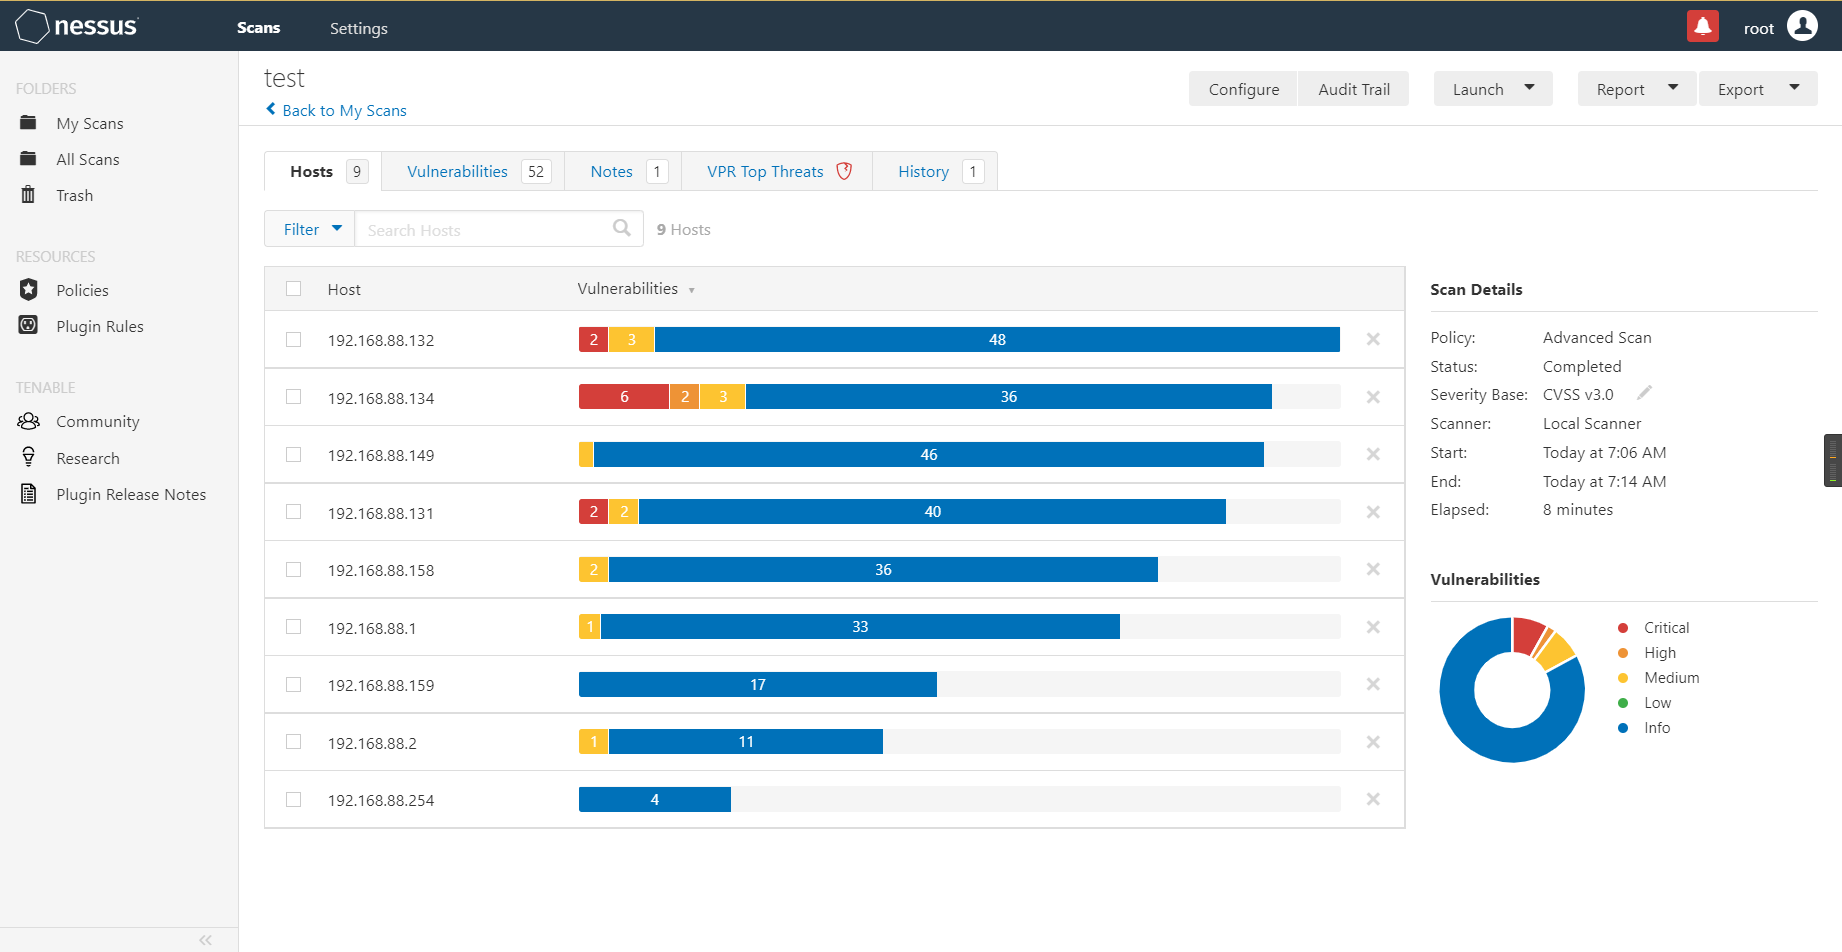 nessus
Scans
Settings
root
FOLDERS
My Scans
All Scans
Trash
RESOURCES
Policies
Plugin Rules
TENABLE
Community
Research
Plugin Release Notes
test
Back to My Scans
Configure
Audit Trail
Launch
Report
Export
Hosts 9
Vulnerabilities 52
Notes 1
VPR Top Threats
History 1
Filter
Search Hosts
9 Hosts
Host Vulnerabilities
192.168.88.132 2 3 48
192.168.88.134 6 2 3 36
192.168.88.149 46
192.168.88.131 2 2 40
192.168.88.158 2 36
192.168.88.1 1 33
192.168.88.159 17
192.168.88.2 1 11
192.168.88.254 4
Scan Details
Policy: Advanced Scan
Status: Completed
Severity Base: CVSS v3.0
Scanner: Local Scanner
Start: Today at 7:06 AM
End: Today at 7:14 AM
Elapsed: 8 minutes
Vulnerabilities
Critical
High
Medium
Low
Info